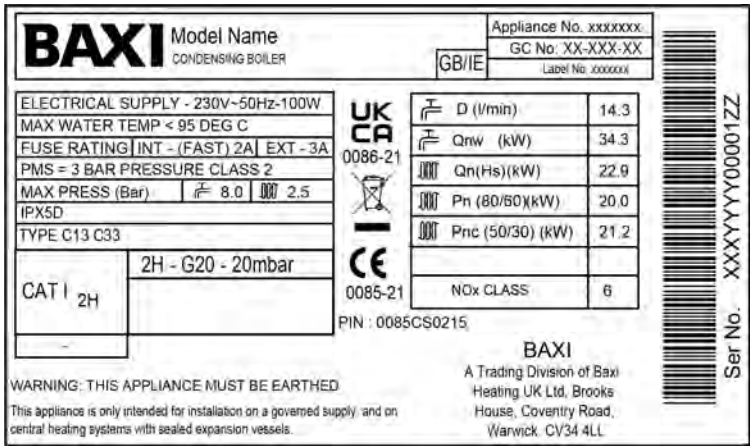 BAXI
Model Name
CONDENSING BOILER
GB/IE
Appliance No. xxxxxxx
GC No: XX-XXX-XX
Label No. xxxxxxx
ELECTRICAL SUPPLY - 230V~50Hz-100W
MAX WATER TEMP < 95 DEG C
FUSE RATING INT - (FAST) 2A EXT - 3A
PMS = 3 BAR PRESSURE CLASS 2
MAX PRESS (Bar) 8.0 2.5
IPX5D
TYPE C13 C33
CAT I 2H
2H - G20 - 20mbar
-
UK
CA
0086-21
CE
0085-21
PIN : 0085CS0215
D (l/min) 14.3
Qnw (kW) 34.3
Qn(Hs)(kW) 22.9
Pn (80/60)(kW) 20.0
Pnc (50/30) (kW) 21.2
NOx CLASS 6
WARNING: THIS APPLIANCE MUST BE EARTHED
This appliance is only intended for installation on a governed supply, and on
central heating systems with sealed expansion vessels.
BAXI
A Trading Division of Baxi
Heating UK Ltd, Brooks
House, Coventry Road,
Warwick. CV34 4LL
Ser No. XXXYYYY00001ZZ